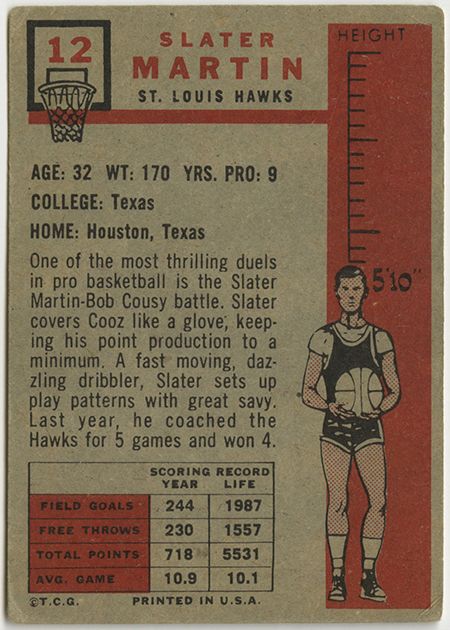 12
SLATER
MARTIN
ST. LOUIS HAWKS
HEIGHT
5'10"
AGE: 32 WT: 170 YRS. PRO: 9
COLLEGE: Texas
HOME: Houston, Texas
One of the most thrilling duels
in pro basketball is the Slater
Martin-Bob Cousy battle. Slater
covers Cooz like a glove, keep-
ing his point production to a
minimum. A fast moving, daz-
zling dribbler, Slater sets up
play patterns with great savy.
Last year, he coached the
Hawks for 5 games and won 4.
SCORING RECORD
YEAR LIFE
FIELD GOALS 244 1987
FREE THROWS 230 1557
TOTAL POINTS 718 5531
AVG. GAME 10.9 10.1
©T.C.G. PRINTED IN U.S.A.